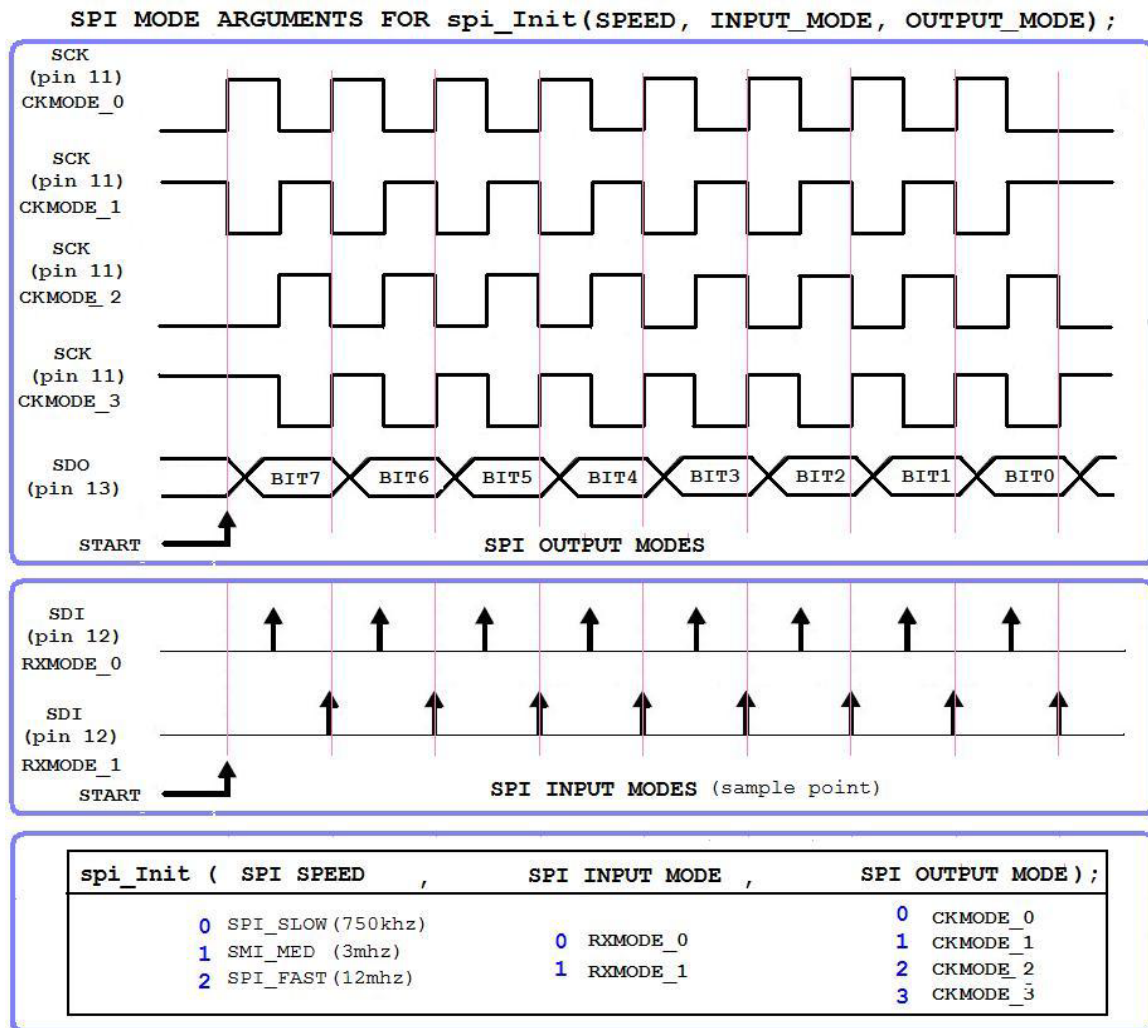 SPI MODE ARGUMENTS FOR spi_Init(SPEED, INPUT_MODE, OUTPUT_MODE);
SCK
(pin 11)
CKMODE_0
SCK
(pin 11)
CKMODE_1
SCK
(pin 11)
CKMODE_2
SCK
(pin 11)
CKMODE_3
SDO
(pin 13)
BIT7 BIT6 BIT5 BIT4 BIT3 BIT2 BIT1 BIT0
START
SPI OUTPUT MODES
SDI
(pin 12)
RXMODE_0
SDI
(pin 12)
RXMODE_1
START
SPI INPUT MODES (sample point)
spi_Init ( SPI SPEED , SPI INPUT MODE , SPI OUTPUT MODE);
0 SPI_SLOW(750khz)
1 SMI_MED (3mhz)
2 SPI_FAST(12mhz)
0 RXMODE_0
1 RXMODE_1
0 CKMODE_0
1 CKMODE_1
2 CKMODE_2
3 CKMODE_3